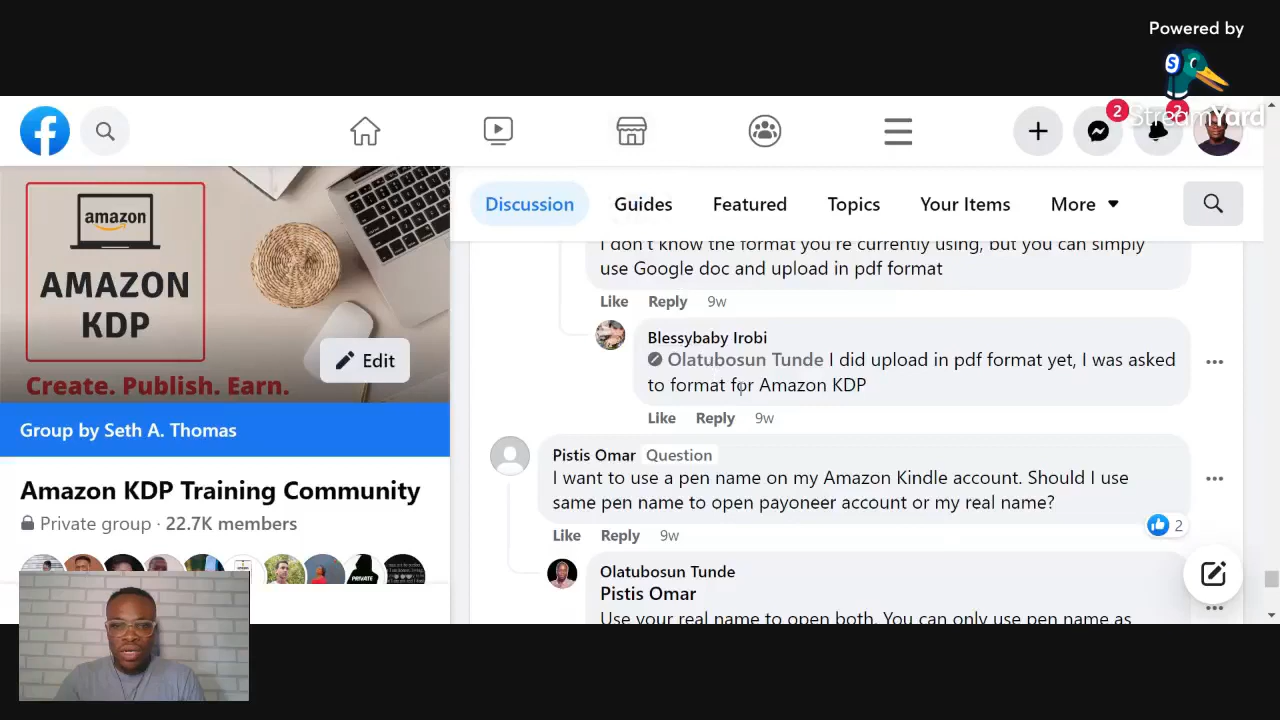 Powered by
S
StreamYard
2
2
f
amazon
AMAZON
KDP
Edit
Create. Publish. Earn.
Group by Seth A. Thomas
Amazon KDP Training Community
Private group · 22.7K members
PRIVATE
Discussion
Guides
Featured
Topics
Your Items
More
I don't know the format you're currently using, but you can simply
use Google doc and upload in pdf format
Like Reply 9w
Blessybaby Irobi
Olatubosun Tunde I did upload in pdf format yet, I was asked
to format for Amazon KDP
Like Reply 9w
Pistis Omar Question
I want to use a pen name on my Amazon Kindle account. Should I use
same pen name to open payoneer account or my real name?
2
Like Reply 9w
Olatubosun Tunde
Pistis Omar
Use your real name to open both. You can only use pen name as